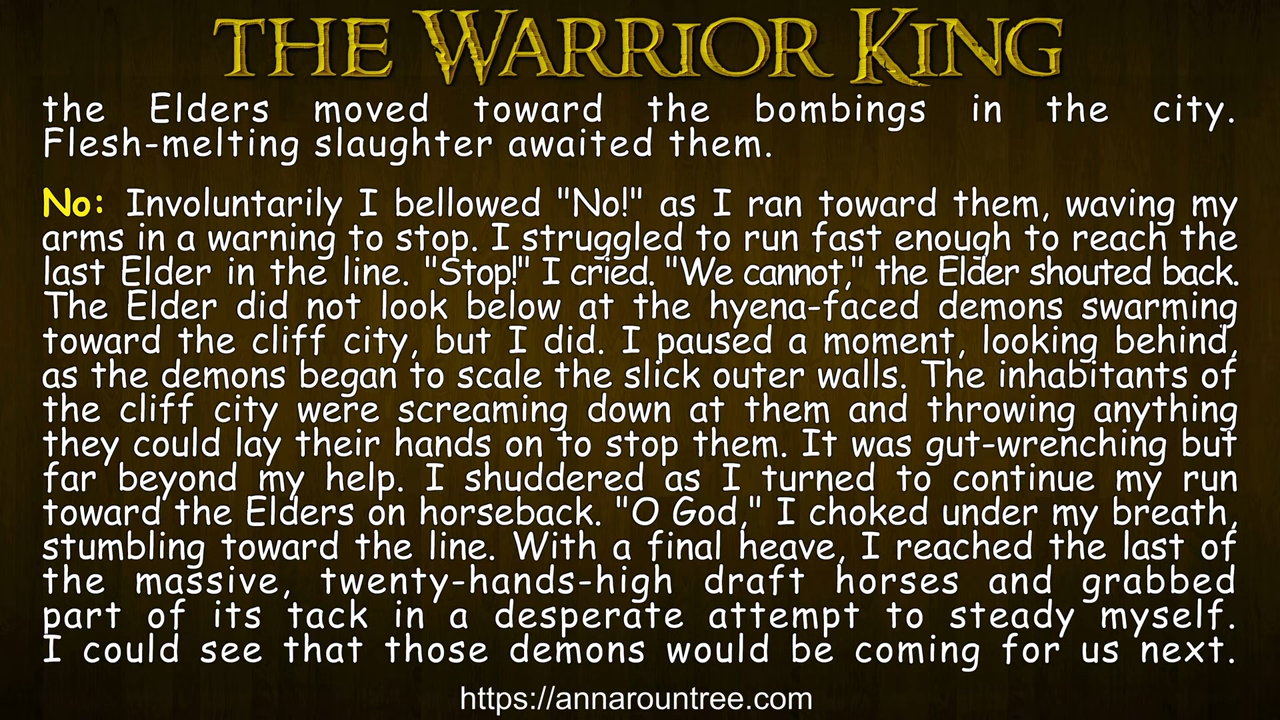 THE WARRIOR KING
the Elders moved toward the bombings in the city.
Flesh-melting slaughter awaited them.
No: Involuntarily I bellowed "No!" as I ran toward them, waving my
arms in a warning to stop. I struggled to run fast enough to reach the
last Elder in the line. "Stop!" I cried. "We cannot," the Elder shouted back.
The Elder did not look below at the hyena-faced demons swarming
toward the cliff city, but I did. I paused a moment, looking behind,
as the demons began to scale the slick outer walls. The inhabitants of
the cliff city were screaming down at them and throwing anything
they could lay their hands on to stop them. It was gut-wrenching but
far beyond my help. I shuddered as I turned to continue my run
toward the Elders on horseback. "O God," I choked under my breath,
stumbling toward the line. With a final heave, I reached the last of
the massive, twenty-hands-high draft horses and grabbed
part of its tack in a desperate attempt to steady myself.
I could see that those demons would be coming for us next.
https://annarountree.com